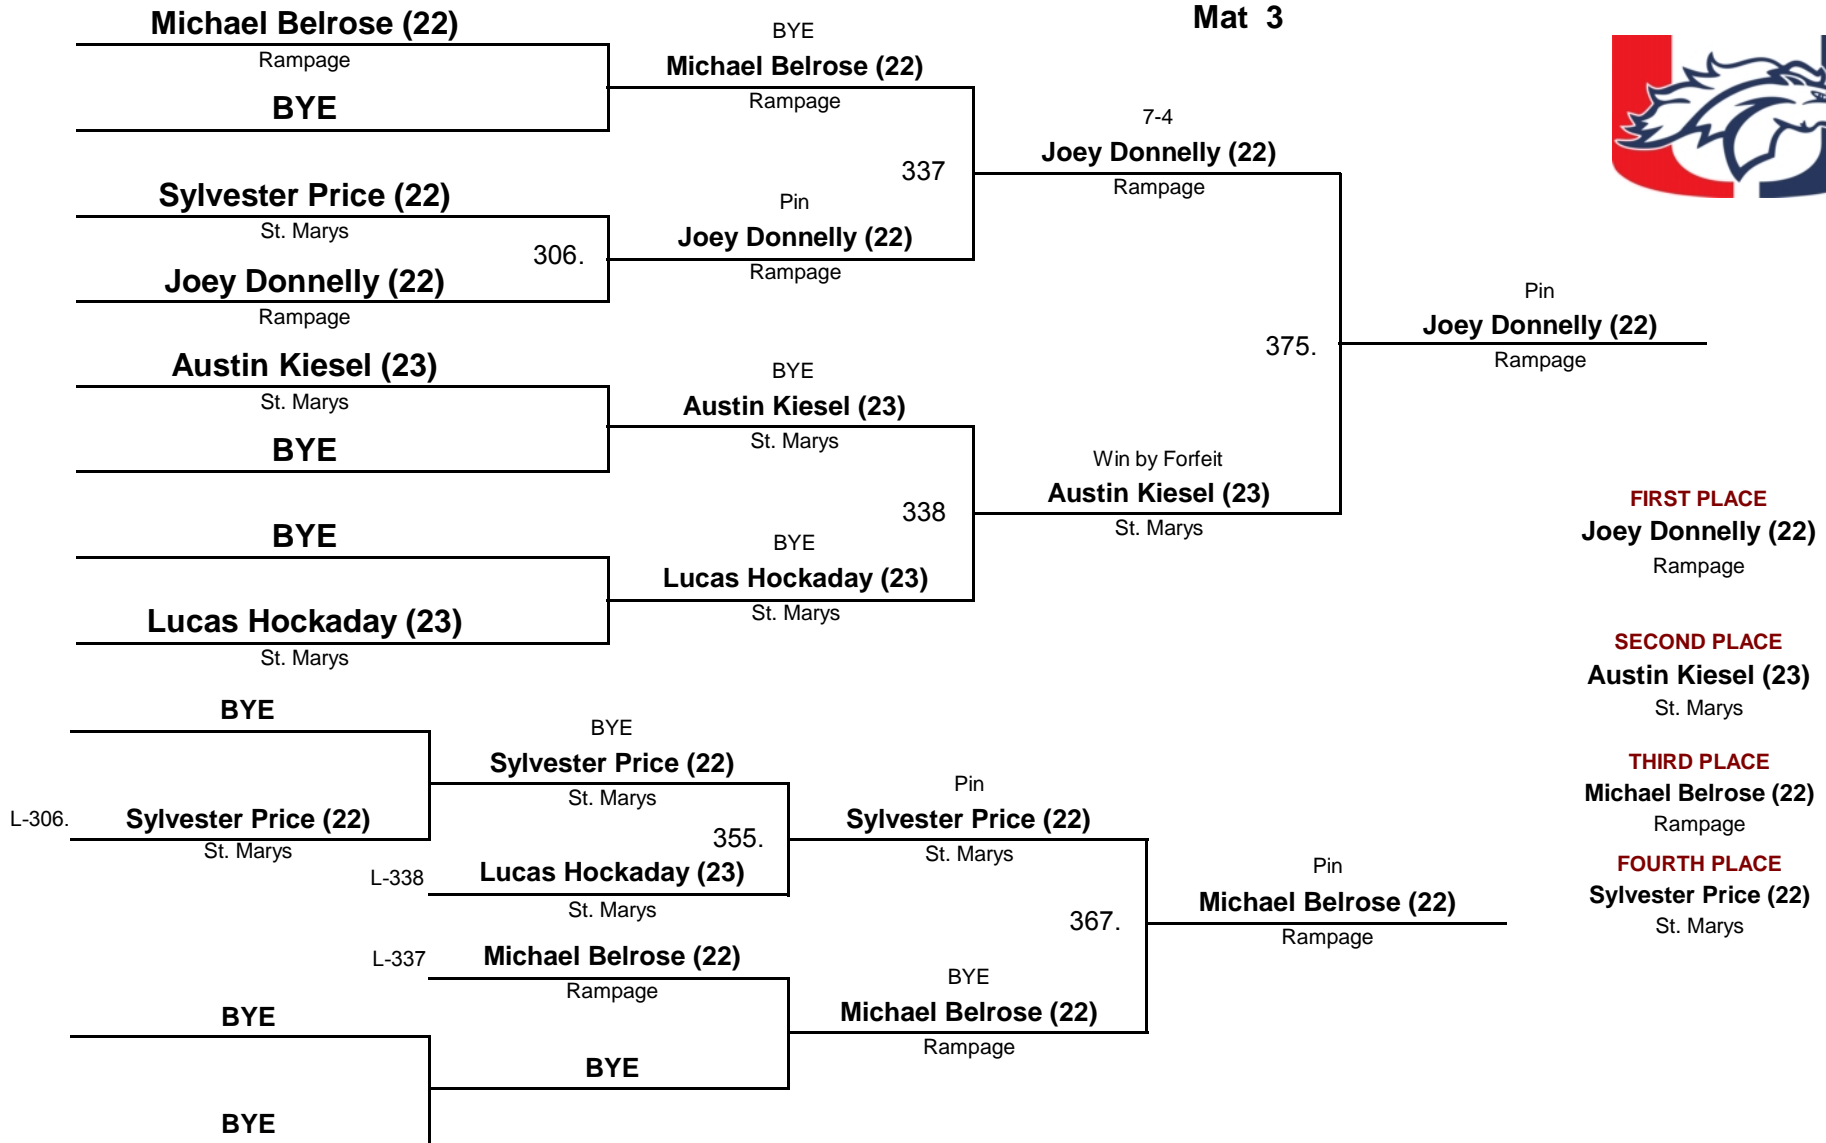 Mat 3
Michael Belrose (22)
Rampage
BYE
Sylvester Price (22)
St. Marys
306.
Joey Donnelly (22)
Rampage
Austin Kiesel (23)
St. Marys
BYE
BYE
Lucas Hockaday (23)
St. Marys
BYE
Michael Belrose (22)
Rampage
337
Pin
Joey Donnelly (22)
Rampage
BYE
Austin Kiesel (23)
St. Marys
338
BYE
Lucas Hockaday (23)
St. Marys
7-4
Joey Donnelly (22)
Rampage
375.
Win by Forfeit
Austin Kiesel (23)
St. Marys
Pin
Joey Donnelly (22)
Rampage
FIRST PLACE
Joey Donnelly (22)
Rampage
SECOND PLACE
Austin Kiesel (23)
St. Marys
THIRD PLACE
Michael Belrose (22)
Rampage
FOURTH PLACE
Sylvester Price (22)
St. Marys
BYE
L-306.
Sylvester Price (22)
St. Marys
BYE
BYE
BYE
Sylvester Price (22)
St. Marys
355.
L-338
Lucas Hockaday (23)
St. Marys
L-337
Michael Belrose (22)
Rampage
BYE
Pin
Sylvester Price (22)
St. Marys
367.
BYE
Michael Belrose (22)
Rampage
Pin
Michael Belrose (22)
Rampage